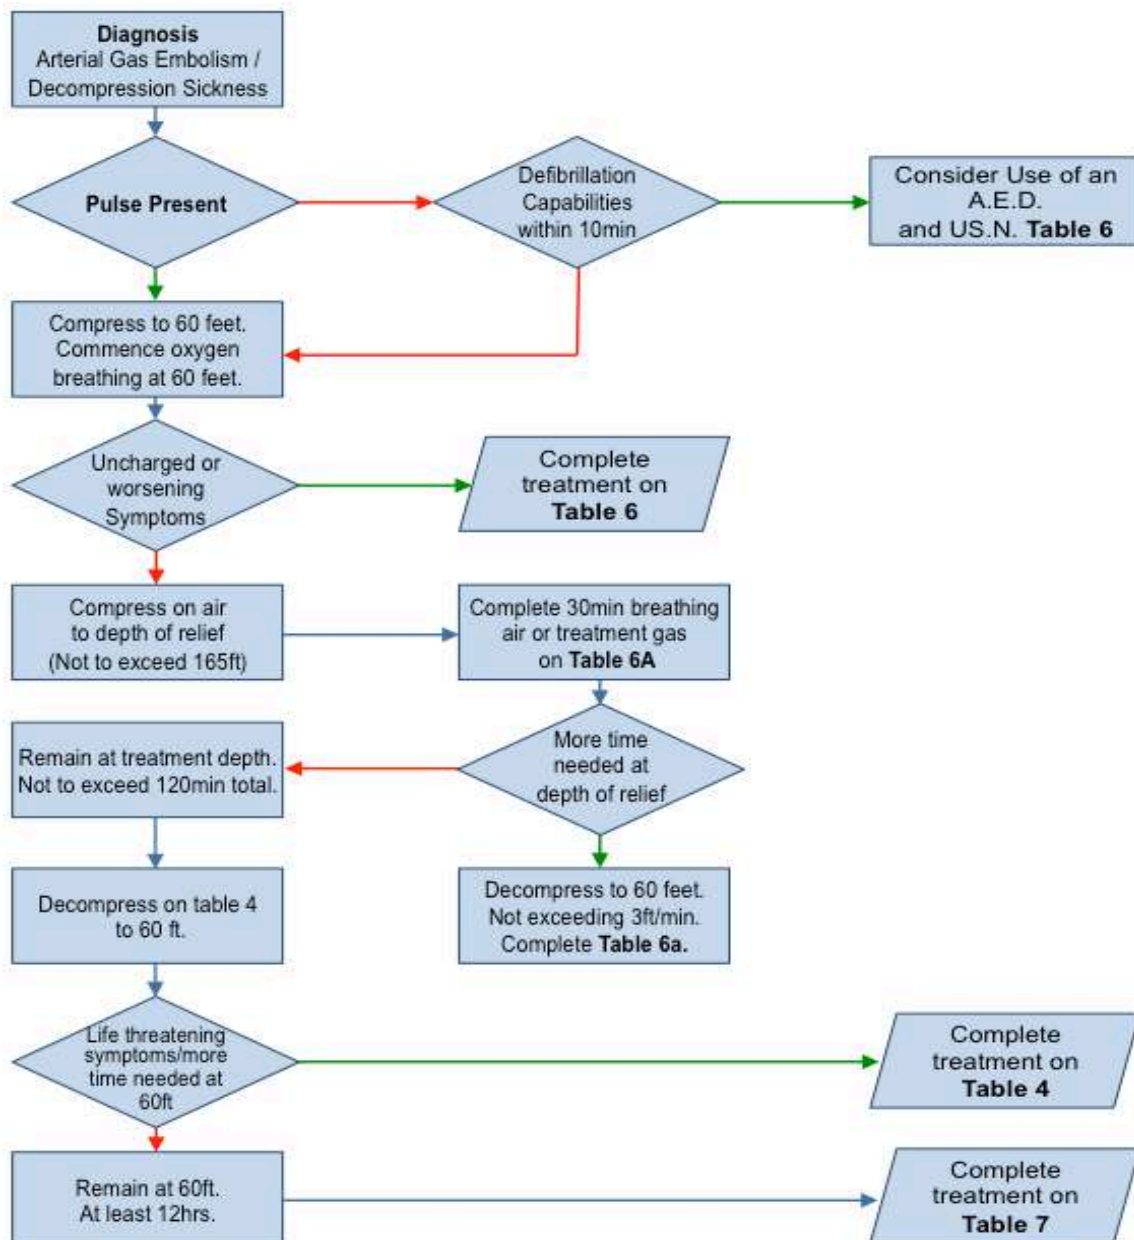 Diagnosis
Arterial Gas Embolism /
Decompression Sickness
Pulse Present
Defibrillation
Capabilities
within 10min
Consider Use of an
A.E.D.
and US.N. Table 6
Compress to 60 feet.
Commence oxygen
breathing at 60 feet.
Uncharged or
worsening
Symptoms
Complete
treatment on
Table 6
Compress on air
to depth of relief
(Not to exceed 165ft)
Complete 30min breathing
air or treatment gas
on Table 6A
Remain at treatment depth.
Not to exceed 120min total.
More time
needed at
depth of relief
Decompress on table 4
to 60 ft.
Decompress to 60 feet.
Not exceeding 3ft/min.
Complete Table 6a.
Life threatening
symptoms/more
time needed at
60ft
Complete
treatment on
Table 4
Remain at 60ft.
At least 12hrs.
Complete
treatment on
Table 7